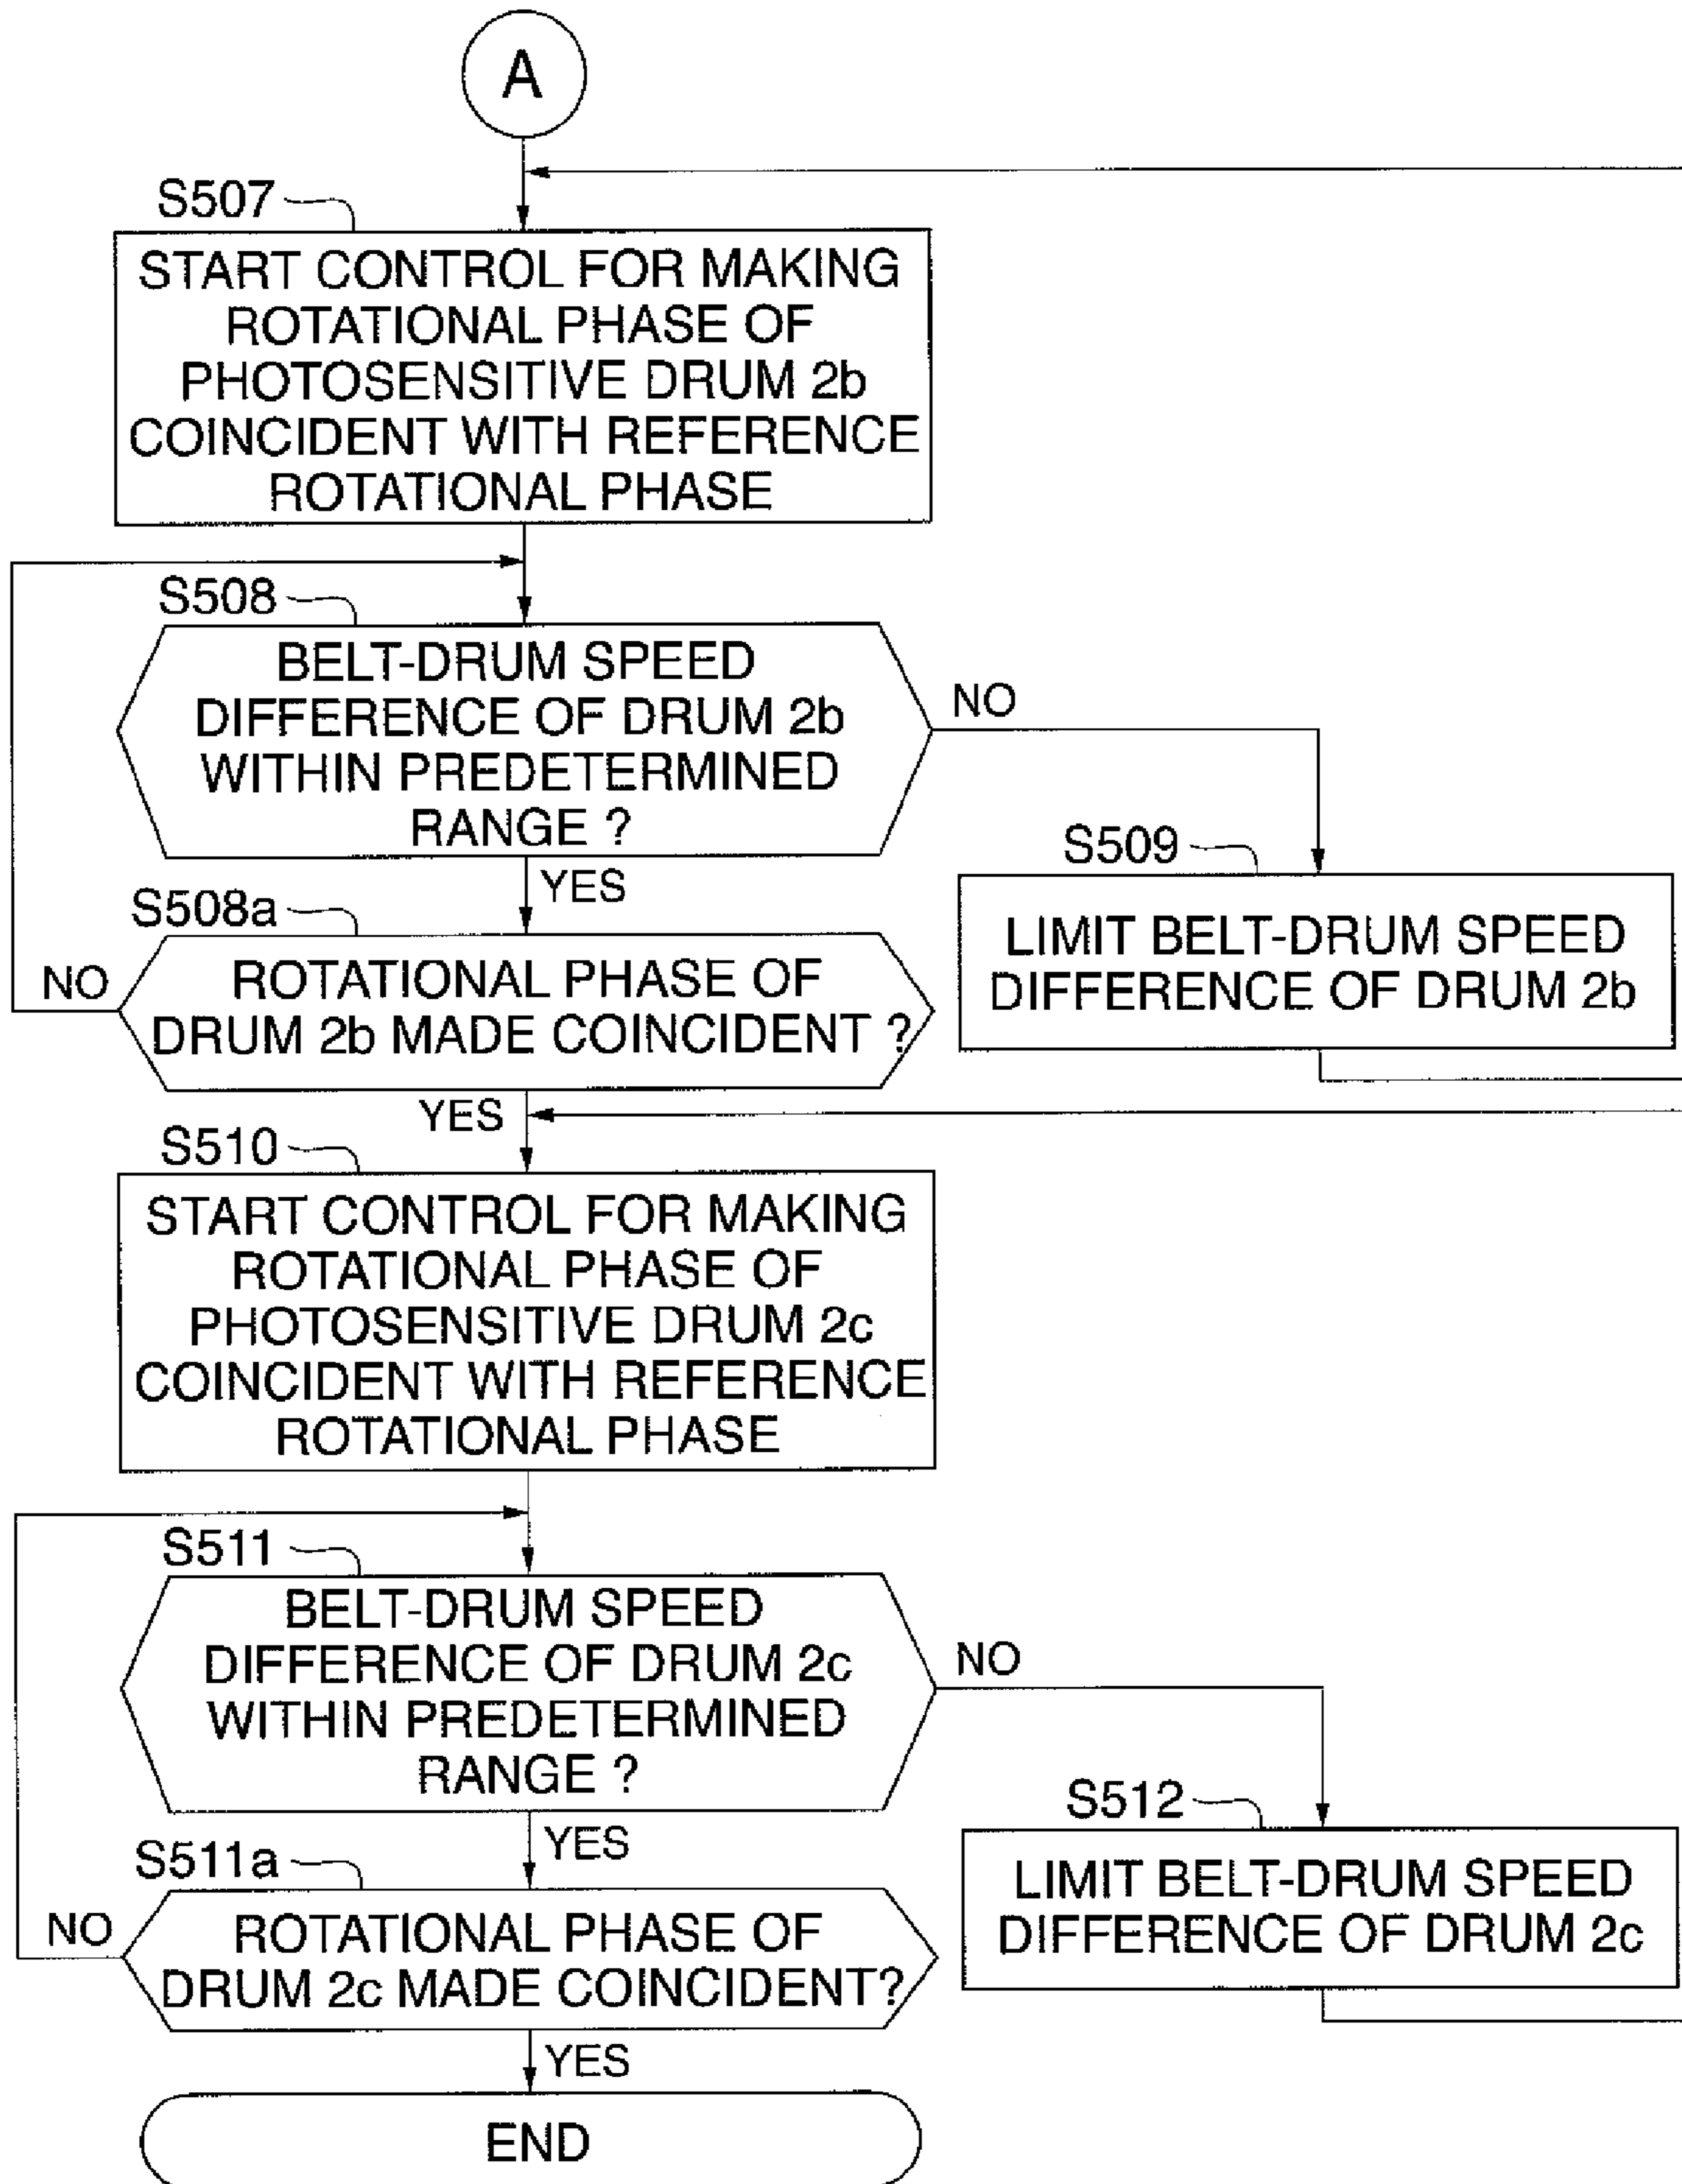 A
S507
START CONTROL FOR MAKING
ROTATIONAL PHASE OF
PHOTOSENSITIVE DRUM 2b
COINCIDENT WITH REFERENCE
ROTATIONAL PHASE
S508
BELT-DRUM SPEED
DIFFERENCE OF DRUM 2b
WITHIN PREDETERMINED
RANGE ?
NO
YES
S509
LIMIT BELT-DRUM SPEED
DIFFERENCE OF DRUM 2b
S508a
ROTATIONAL PHASE OF
DRUM 2b MADE COINCIDENT ?
NO
YES
S510
START CONTROL FOR MAKING
ROTATIONAL PHASE OF
PHOTOSENSITIVE DRUM 2c
COINCIDENT WITH REFERENCE
ROTATIONAL PHASE
S511
BELT-DRUM SPEED
DIFFERENCE OF DRUM 2c
WITHIN PREDETERMINED
RANGE ?
NO
YES
S512
LIMIT BELT-DRUM SPEED
DIFFERENCE OF DRUM 2c
S511a
ROTATIONAL PHASE OF
DRUM 2c MADE COINCIDENT?
NO
YES
END